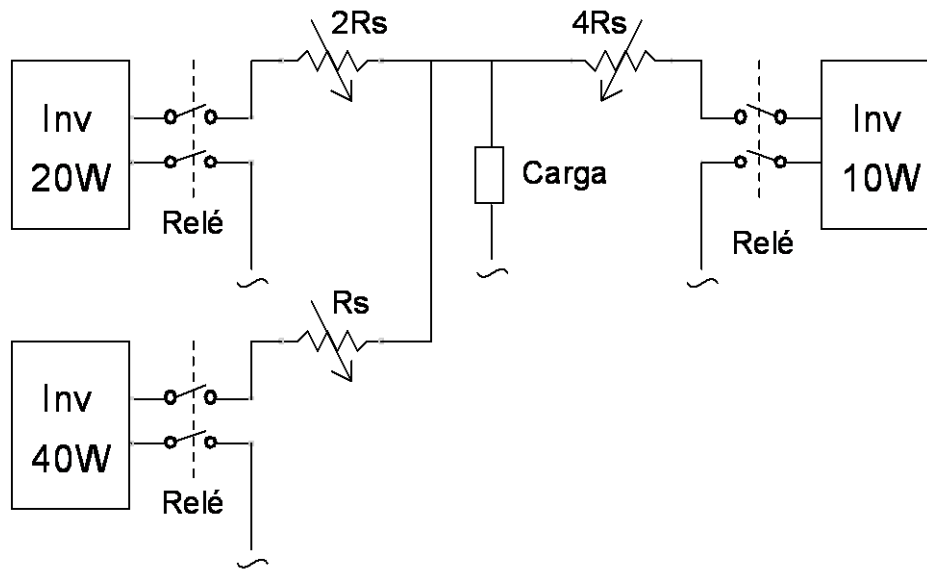 2Rs
4Rs
Inv
20W
Relé
Carga
Relé
Inv
10W
Rs
Inv
40W
Relé